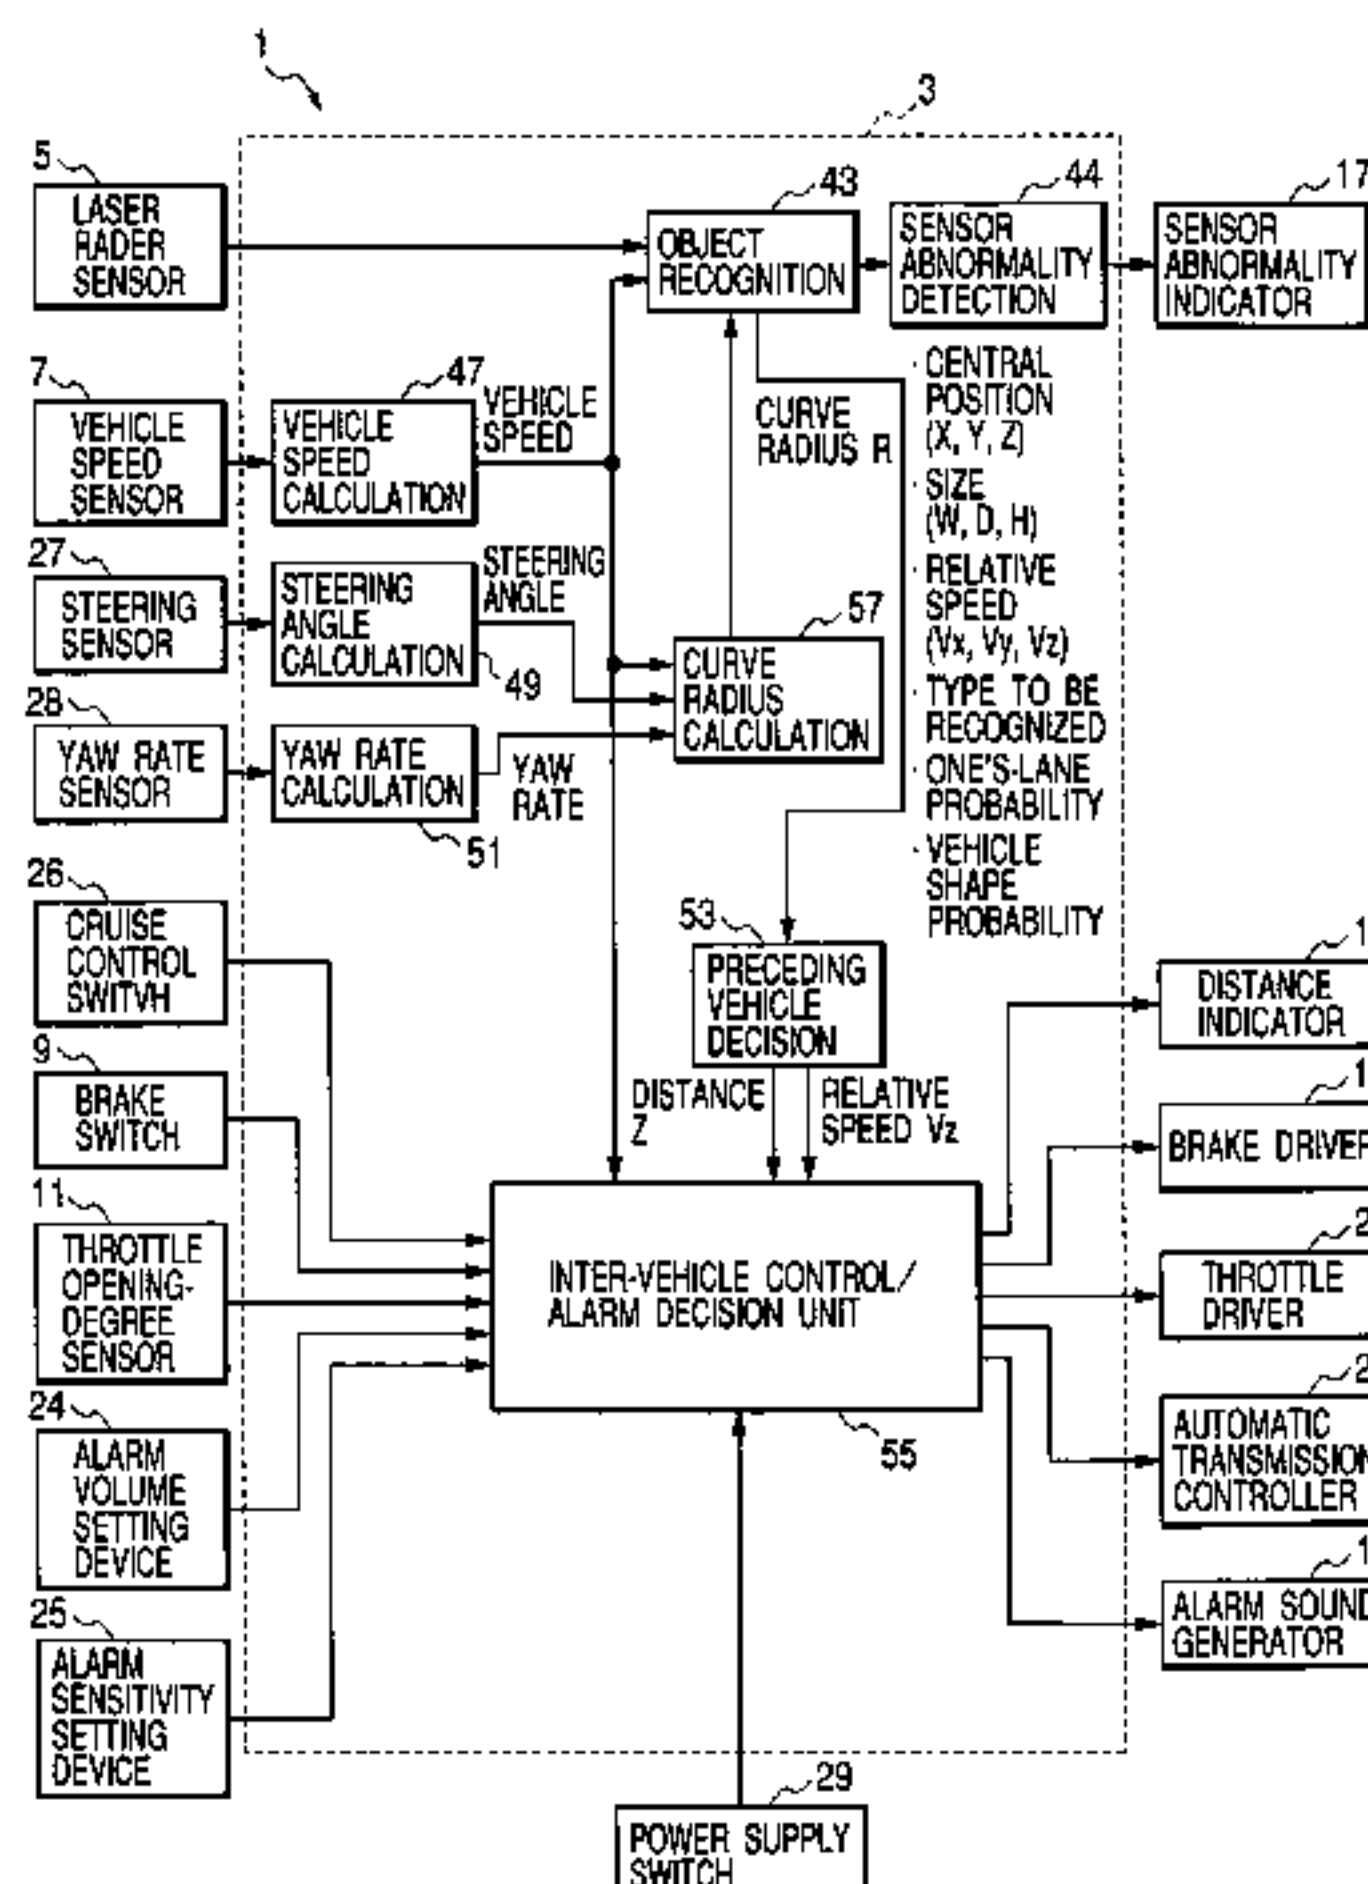 1
3
5
LASER
RADER
SENSOR
43
OBJECT
RECOGNITION
44
SENSOR
ABNORMALITY
DETECTION
17
SENSOR
ABNORMALITY
INDICATOR
7
VEHICLE
SPEED
SENSOR
47
VEHICLE
SPEED
CALCULATION
VEHICLE
SPEED
CURVE
RADIUS R
· CENTRAL
POSITION
(X, Y, Z)
· SIZE
(W, D, H)
· RELATIVE
SPEED
(Vx, Vy, Vz)
· TYPE TO BE
RECOGNIZED
· ONE'S-LANE
PROBABILITY
· VEHICLE
SHAPE
PROBABILITY
27
STEERING
SENSOR
STEERING
ANGLE
CALCULATION
49
STEERING
ANGLE
57
CURVE
RADIUS
CALCULATION
28
YAW RATE
SENSOR
YAW RATE
CALCULATION
51
YAW
RATE
26
CRUISE
CONTROL
SWITVH
53
PRECEDING
VEHICLE
DECISION
DISTANCE
Z
RELATIVE
SPEED Vz
9
BRAKE
SWITCH
11
THROTTLE
OPENING-
DEGREE
SENSOR
24
ALARM
VOLUME
SETTING
DEVICE
25
ALARM
SENSITIVITY
SETTING
DEVICE
INTER-VEHICLE CONTROL/
ALARM DECISION UNIT
55
DISTANCE
INDICATOR
BRAKE DRIVER
THROTTLE
DRIVER
AUTOMATIC
TRANSMISSION
CONTROLLER
ALARM SOUND
GENERATOR
29
POWER SUPPLY
SWITCH